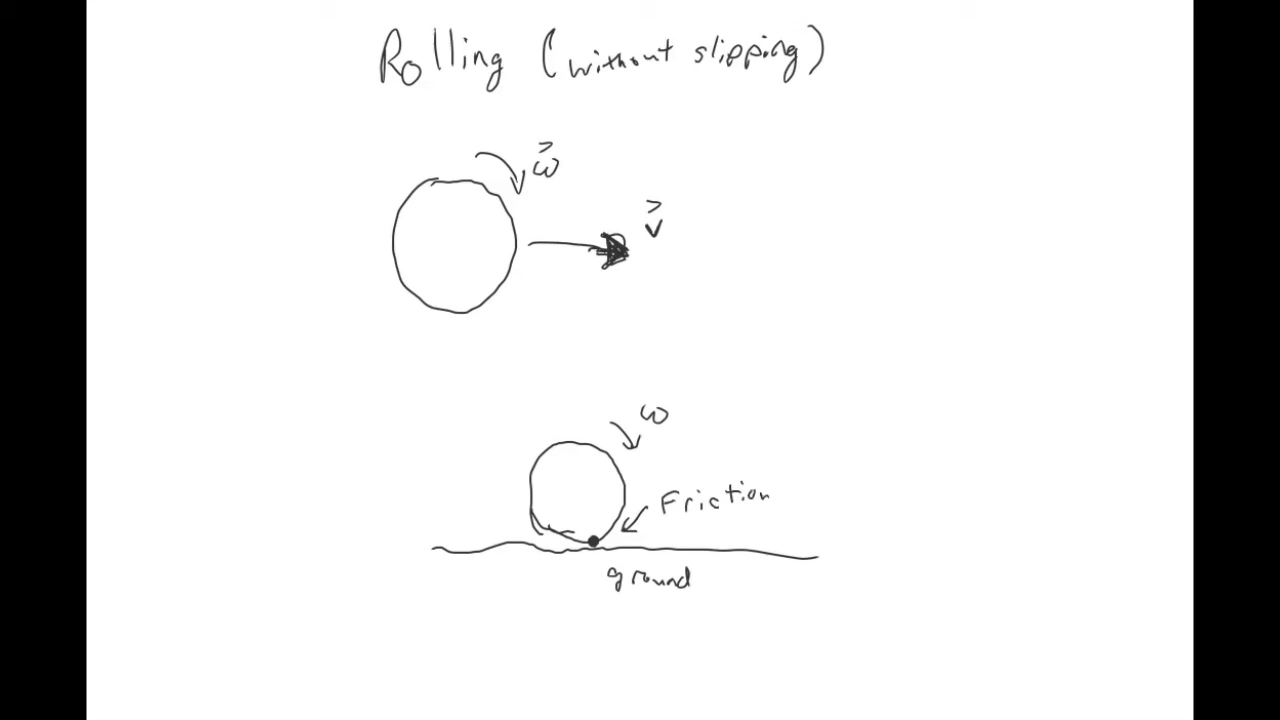 Rolling (without slipping)
ω⃗
v⃗
ω
Friction
ground